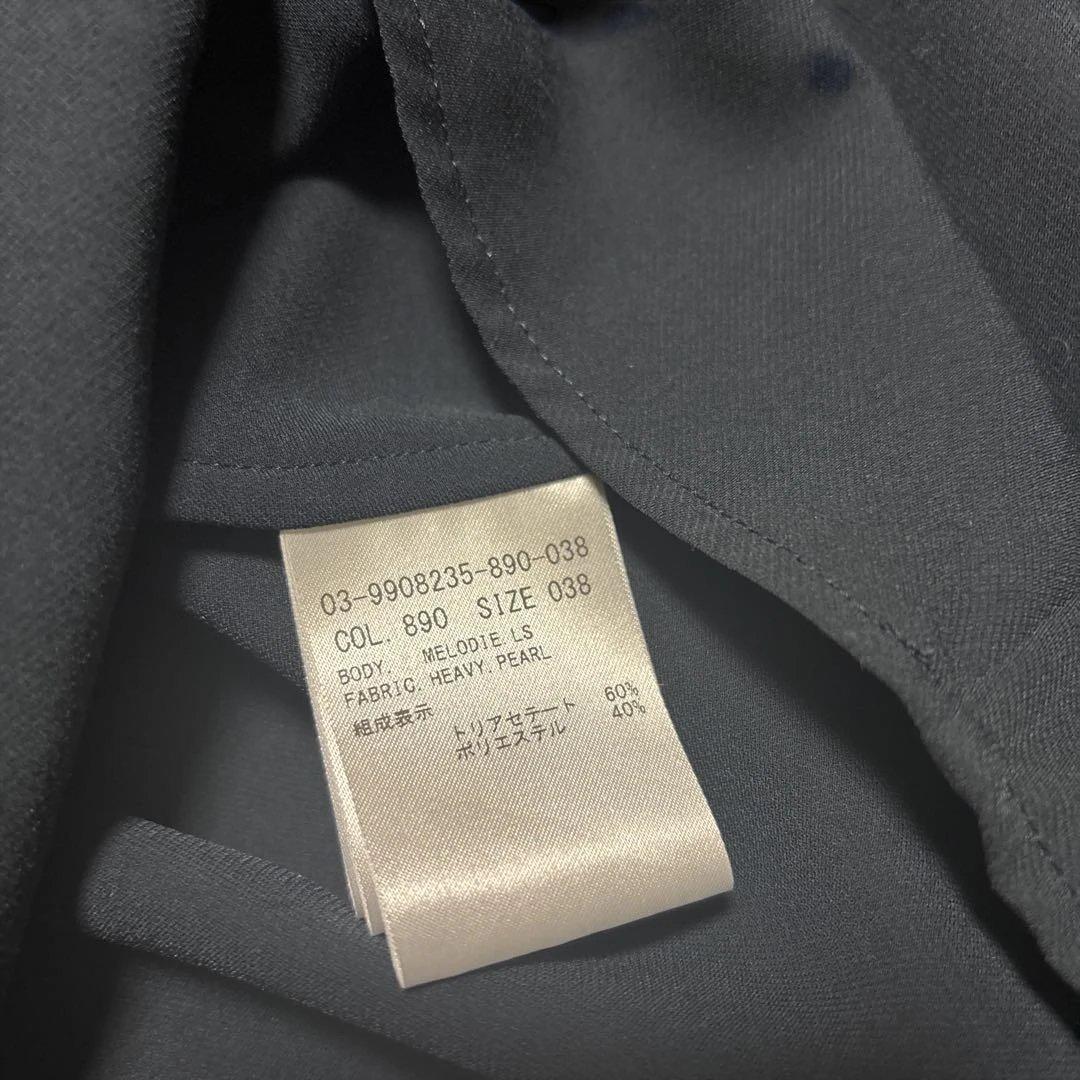 03-9908235-890-038
COL. 890 SIZE 038
BODY. MELODIE LS
FABRIC. HEAVY.PEARL
組成表示
トリアセテート 60%
ポリエステル 40%